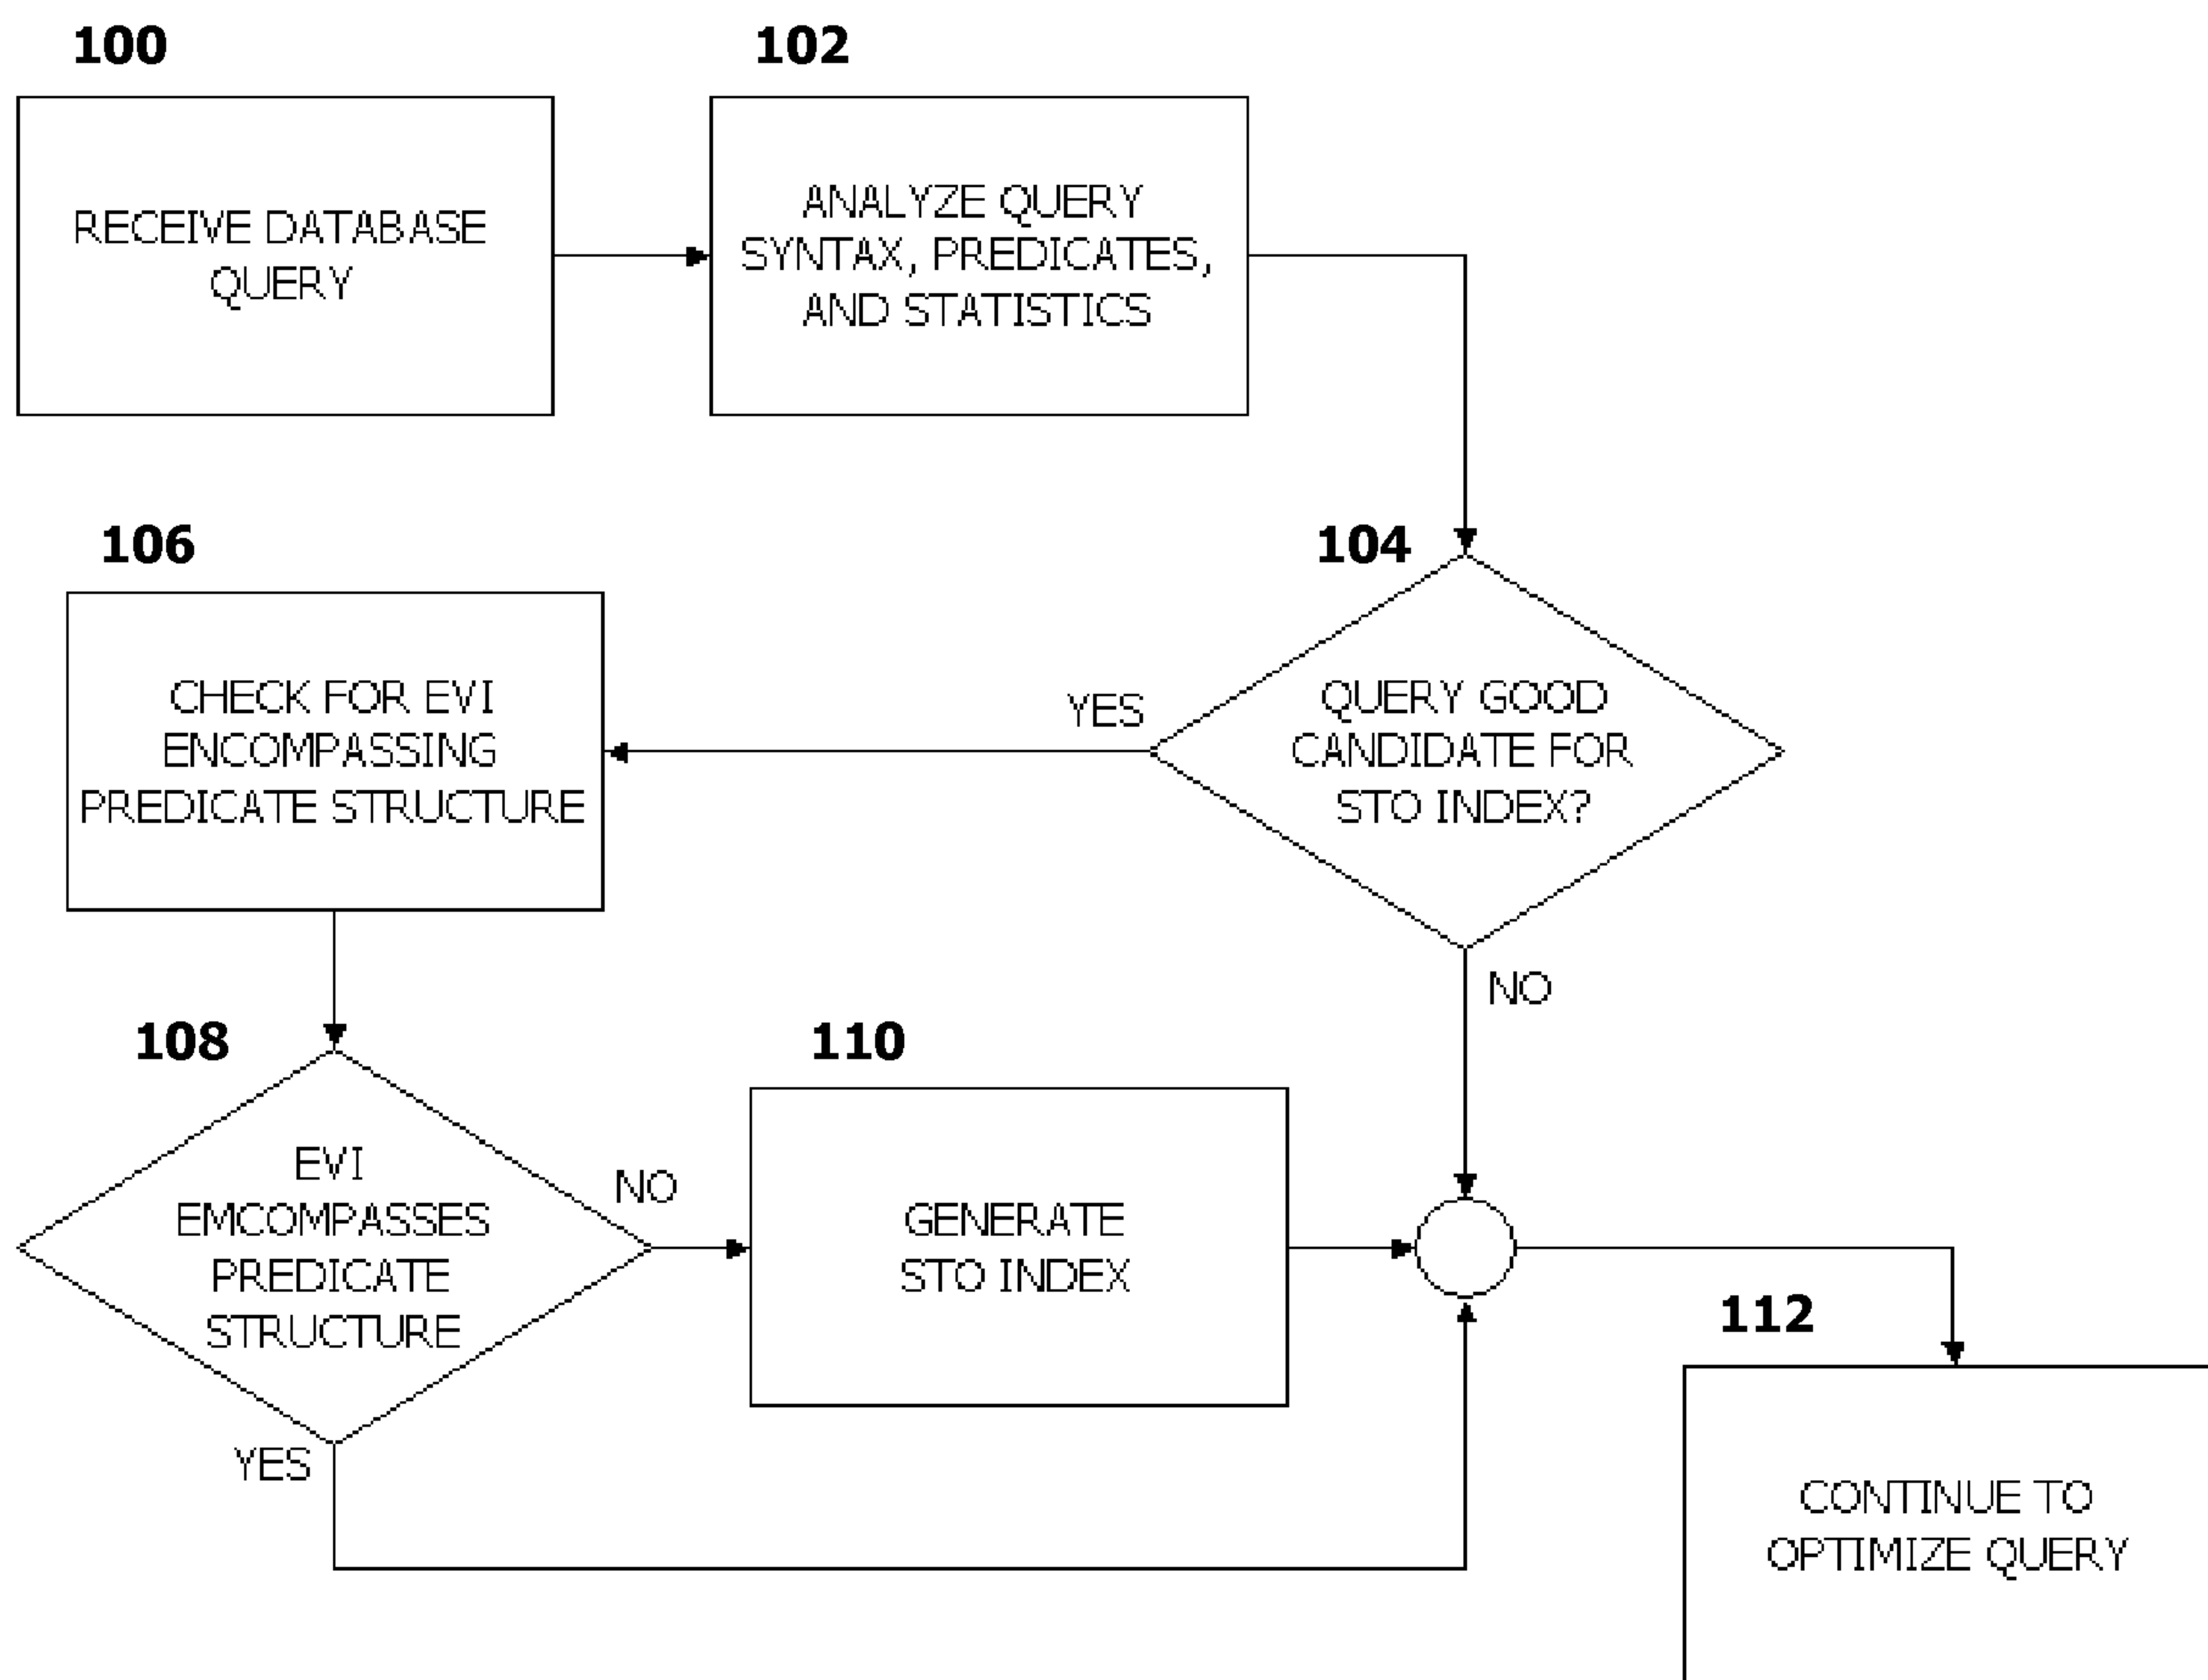 100
RECEIVE DATABASE
QUERY
102
ANALYZE QUERY
SYNTAX, PREDICATES,
AND STATISTICS
104
QUERY GOOD
CANDIDATE FOR
STO INDEX?
YES
NO
106
CHECK FOR EVI
ENCOMPASSING
PREDICATE STRUCTURE
108
EVI
EMCOMPASSES
PREDICATE
STRUCTURE
NO
YES
110
GENERATE
STO INDEX
112
CONTINUE TO
OPTIMIZE QUERY